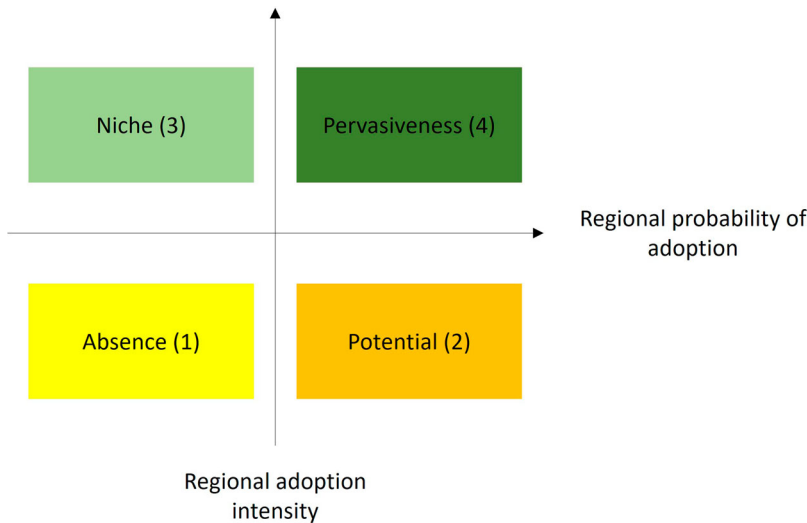 Niche (3)
Pervasiveness (4)
Regional probability of
adoption
Absence (1)
Potential (2)
Regional adoption
intensity